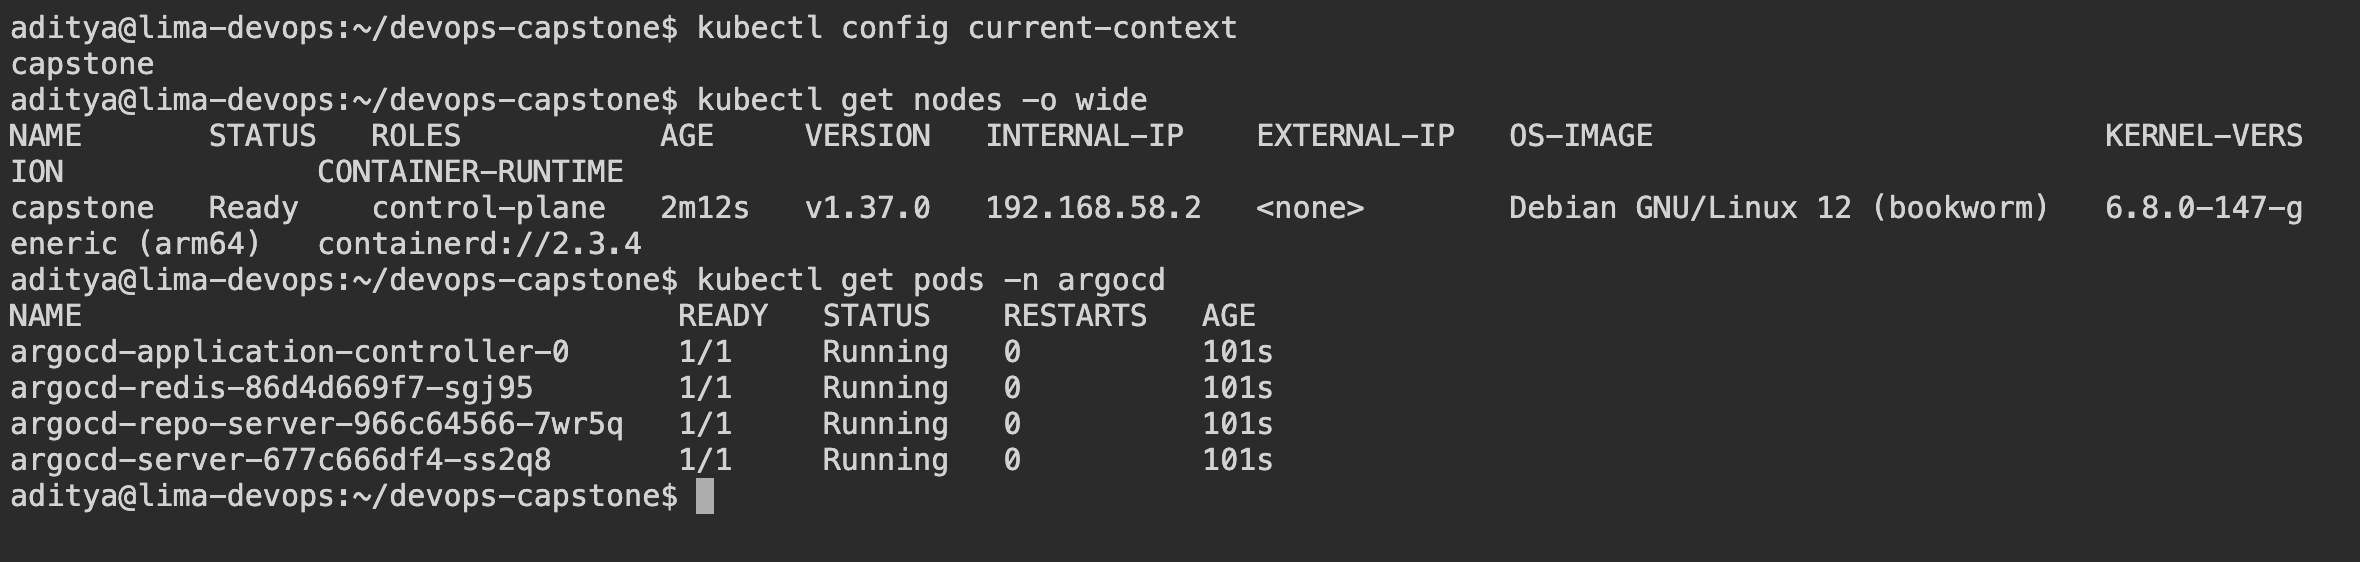 aditya@lima-devops:~/devops-capstone$ kubectl config current-context
capstone
aditya@lima-devops:~/devops-capstone$ kubectl get nodes -o wide
NAME       STATUS   ROLES           AGE     VERSION   INTERNAL-IP    EXTERNAL-IP   OS-IMAGE                         KERNEL-VERS
ION              CONTAINER-RUNTIME
capstone   Ready    control-plane   2m12s   v1.37.0   192.168.58.2   <none>        Debian GNU/Linux 12 (bookworm)   6.8.0-147-g
eneric (arm64)   containerd://2.3.4
aditya@lima-devops:~/devops-capstone$ kubectl get pods -n argocd
NAME                                 READY   STATUS    RESTARTS   AGE
argocd-application-controller-0      1/1     Running   0          101s
argocd-redis-86d4d669f7-sgj95        1/1     Running   0          101s
argocd-repo-server-966c64566-7wr5q   1/1     Running   0          101s
argocd-server-677c666df4-ss2q8       1/1     Running   0          101s
aditya@lima-devops:~/devops-capstone$